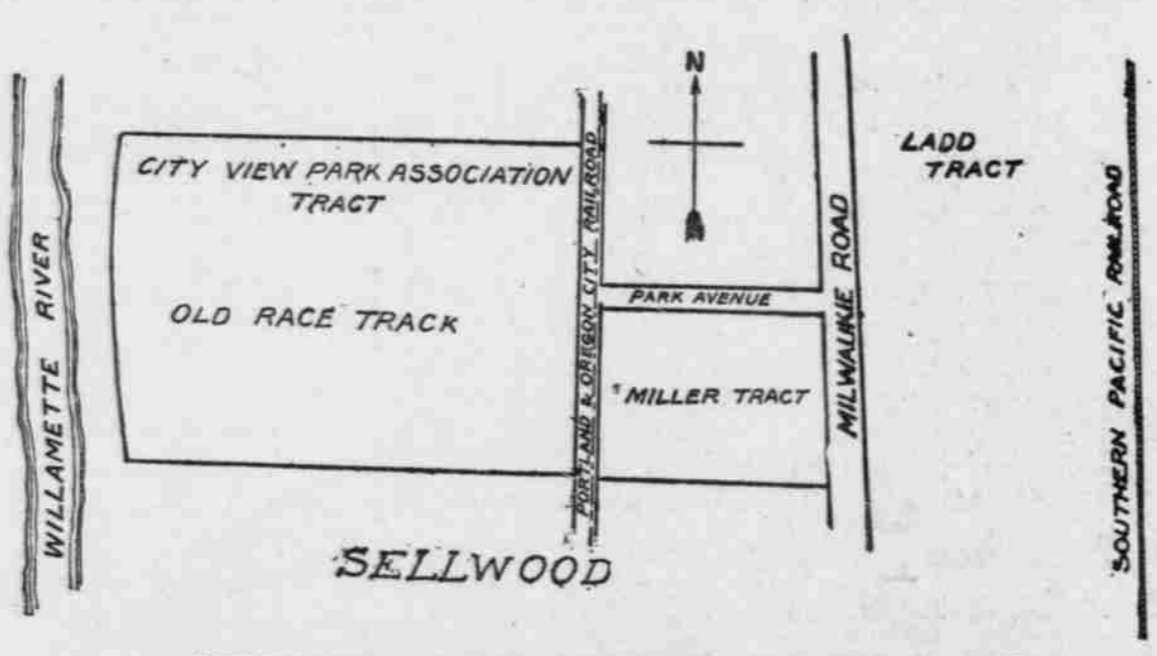 N
LADD
TRACT
CITY VIEW PARK ASSOCIATION
TRACT
OLD RACE TRACK
WILLAMETTE RIVER
PORTLAND & OREGON CITY RAILROAD
PARK AVENUE
MILLER TRACT
MILWAUKIE ROAD
SOUTHERN PACIFIC RAILROAD
SELLWOOD